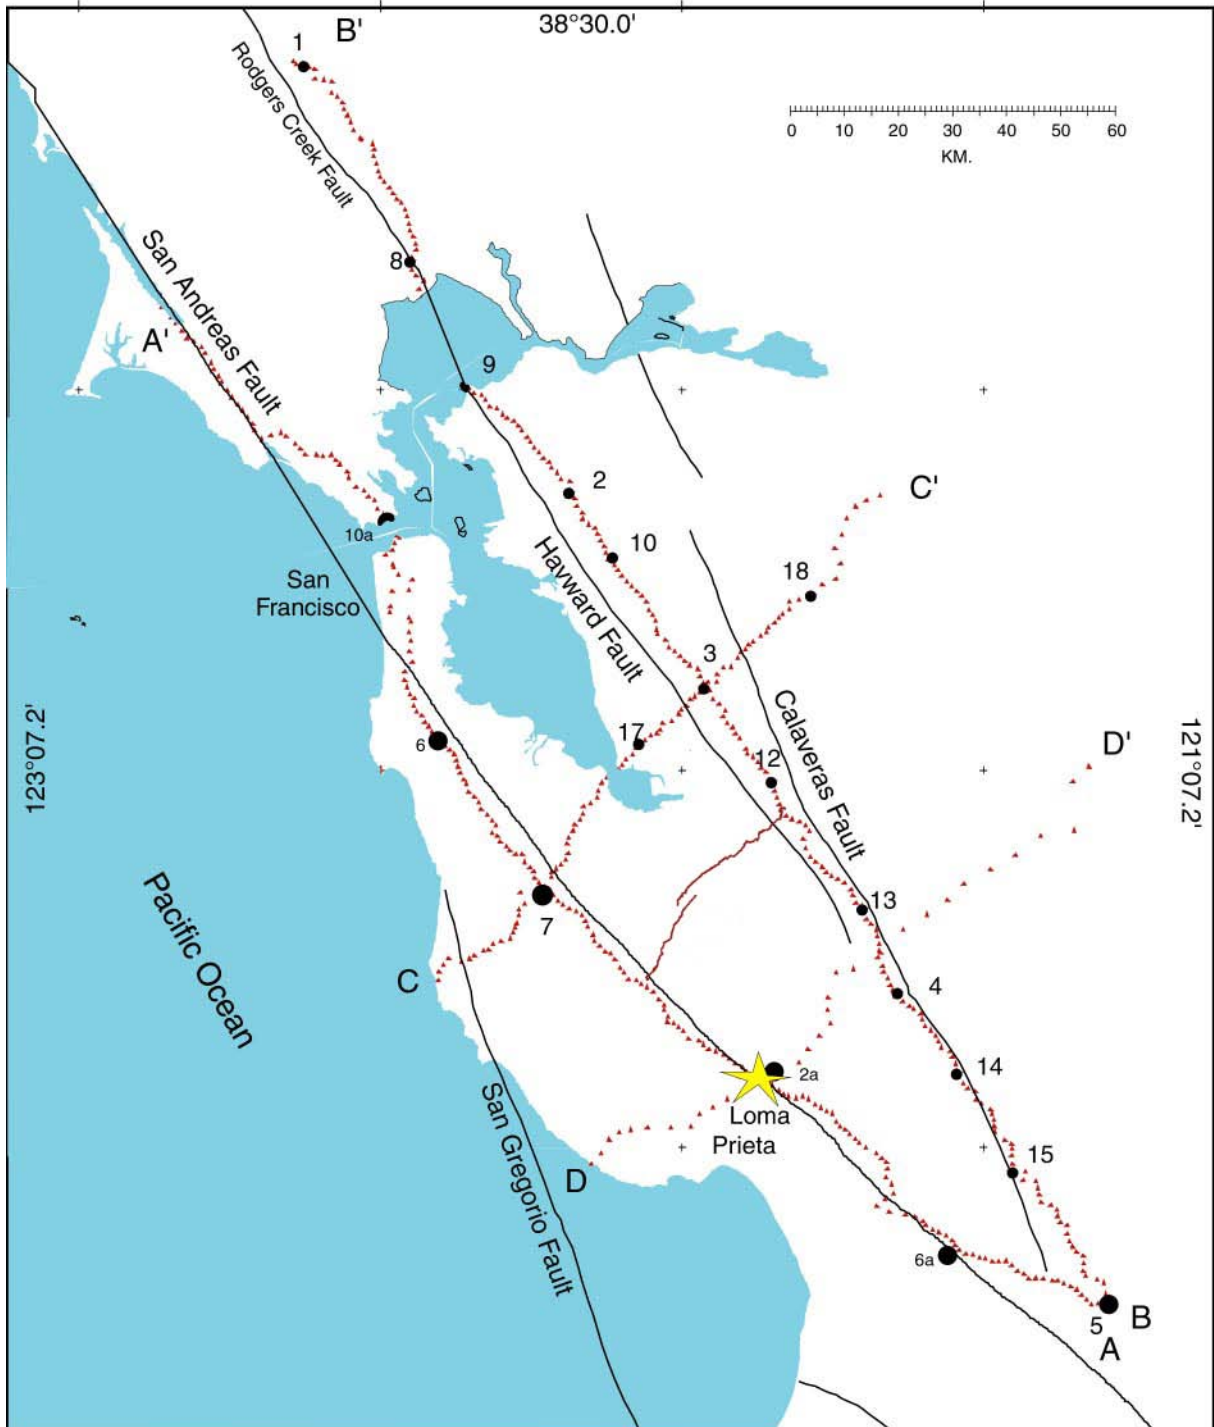 38°30.0'
1
B'
Rodgers Creek Fault
0 10 20 30 40 50 60
KM.
San Andreas Fault
8
A'
9
2
C'
10a
10
Hayward Fault
18
San
Francisco
3
123°07.2'
121°07.2'
6
17
12
Calaveras Fault
D'
Pacific Ocean
7
13
C
4
2a
14
Loma
Prieta
San Gregorio Fault
15
D
6a
5
B
A